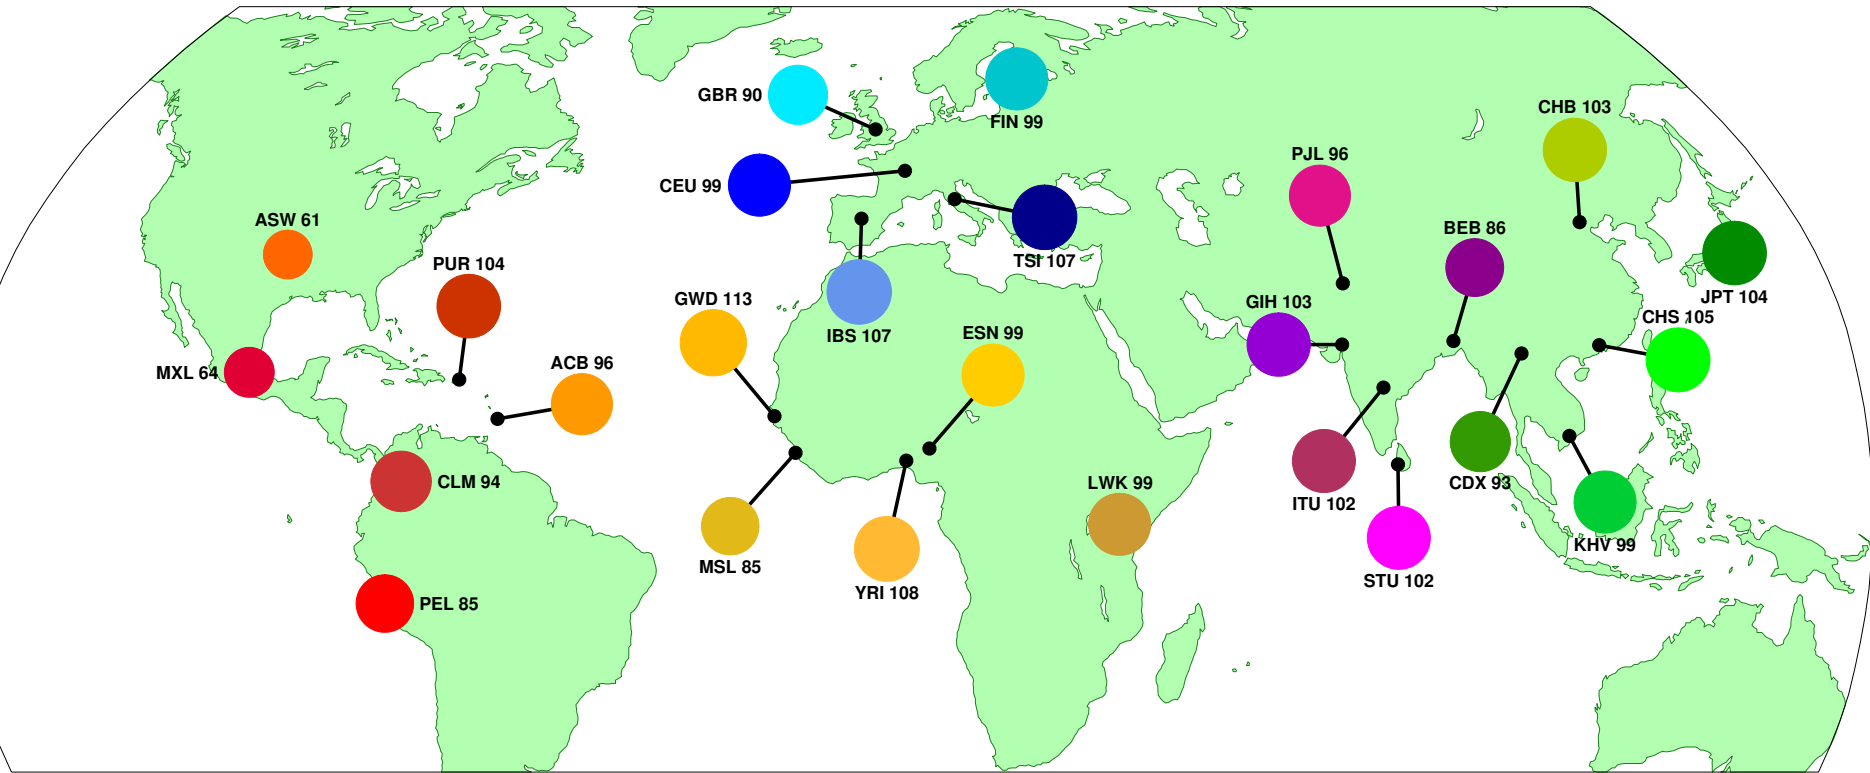 GBR 90
FIN 99
CHB 103
PJL 96
CEU 99
ASW 61
BEB 86
PUR 104
TSI 107
GWD 113
GIH 103
JPT 104
CHS 105
IBS 107
ESN 99
MXL 64
ACB 96
CLM 94
LWK 99
CDX 93
ITU 102
KHV 99
MSL 85
STU 102
YRI 108
PEL 85